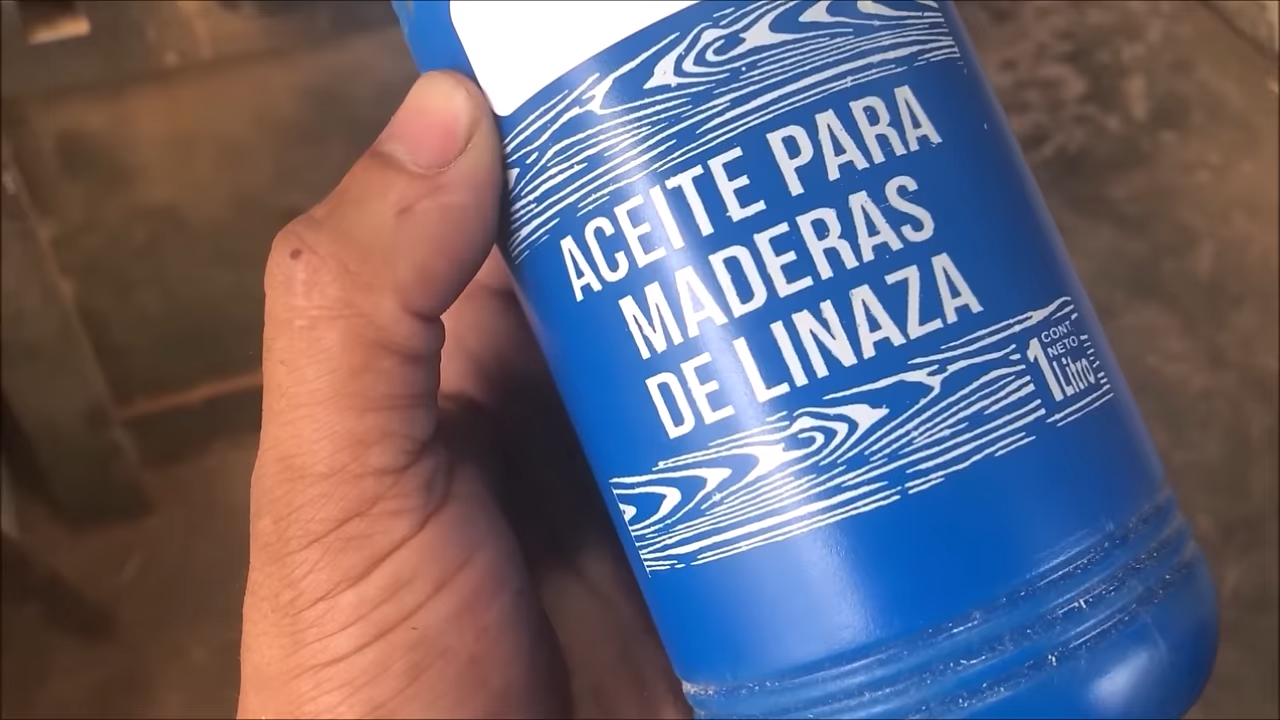 ACEITE PARA
MADERAS
DE LINAZA
CONT.
NETO
1 Litro